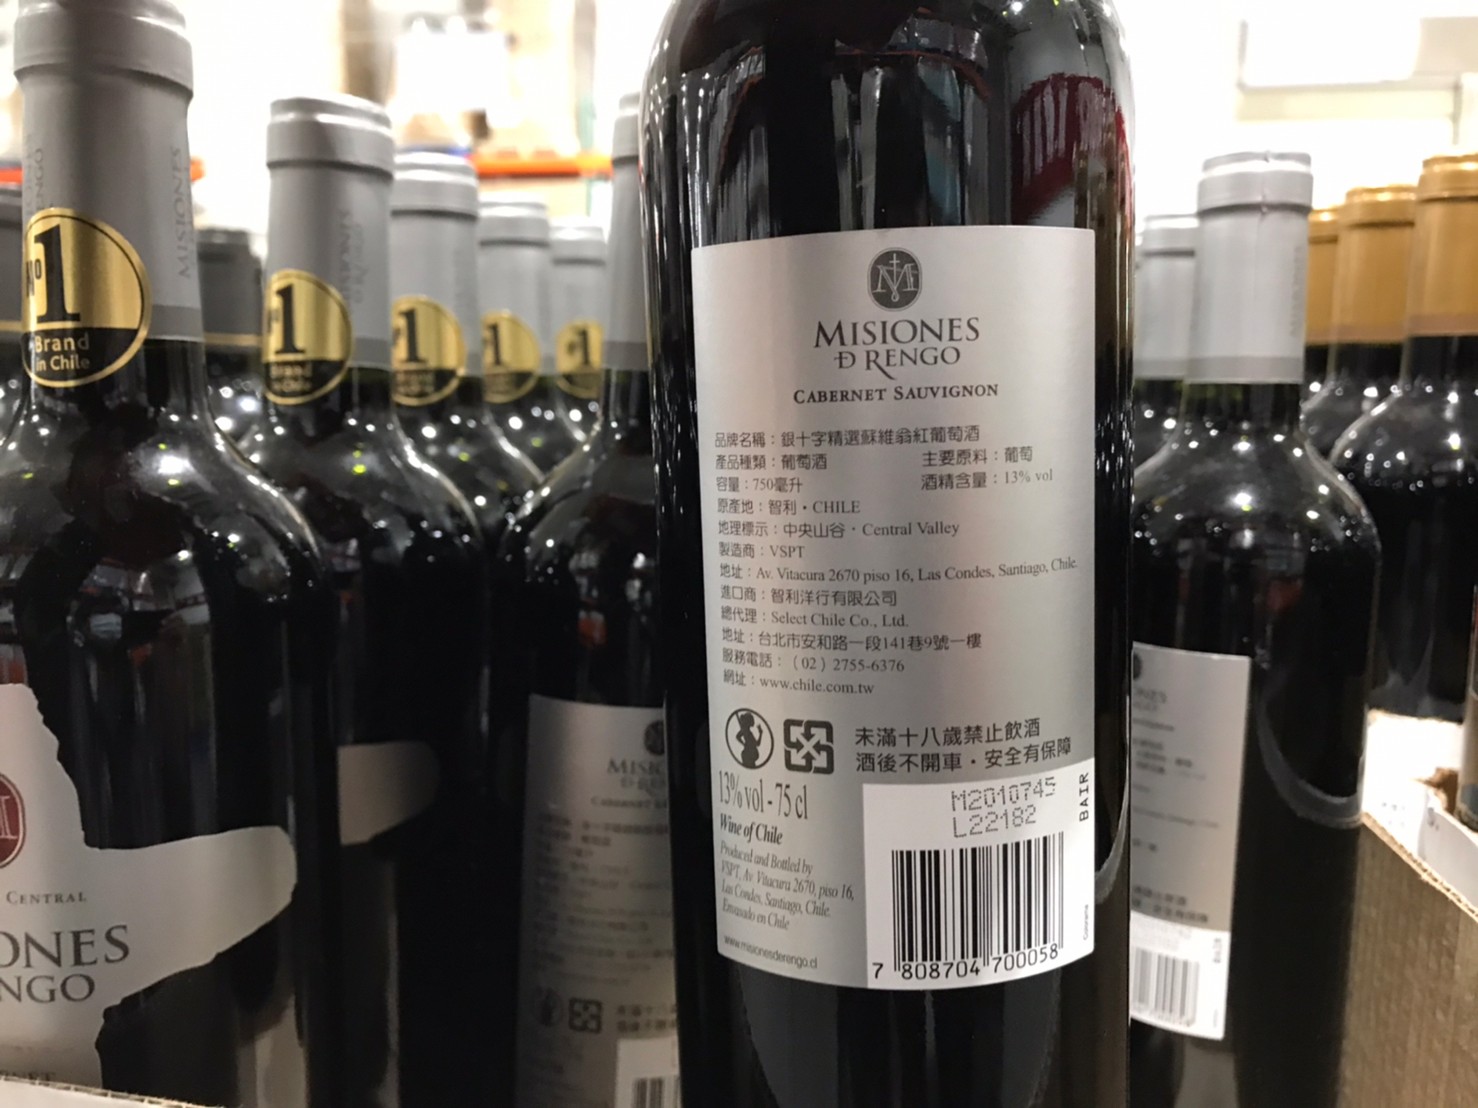 MISIONES
RENGO
Nº1
Brand
in Chile
1
Brand
in Chile
1
1
1
CENTRAL
IONES
ENGO
MISIONES
Đ RENGO
CABERNET SAUVIGNON
品牌名稱：銀十字精選蘇維翁紅葡萄酒
產品種類：葡萄酒 主要原料：葡萄
容量：750毫升 酒精含量：13% vol
原產地：智利・CHILE
地理標示：中央山谷・Central Valley
製造商：VSPT
地址：Av. Vitacura 2670 piso 16, Las Condes, Santiago, Chile.
進口商：智利洋行有限公司
總代理：Select Chile Co., Ltd.
地址：台北市安和路一段141巷9號一樓
服務電話：（02）2755-6376
網址：www.chile.com.tw
未滿十八歲禁止飲酒
酒後不開車・安全有保障
13% vol - 75 cl
Wine of Chile
Produced and Bottled by
VSPT, Av. Vitacura 2670, piso 16,
Las Condes, Santiago, Chile.
Envasado en Chile
www.misionesderengo.cl
M2010745
L22182
BAIR
7 808704 700058